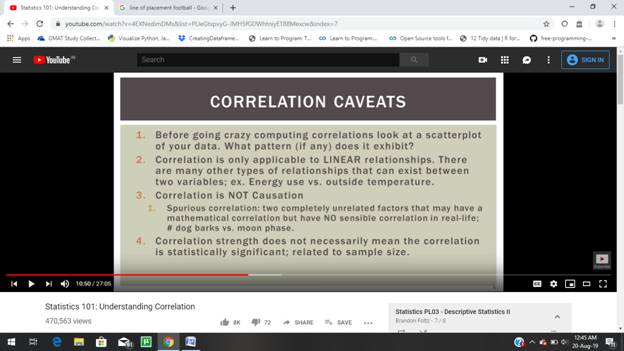 Statistics 101: Understanding Co
line of placement football - Goog
youtube.com/watch?v=4EXNedimDMs&list=PLIeGtxpvyG-IMH5fGDWhtniyET88Mexcw&index=7
Apps
GMAT Study Collect...
Visualize Python, Ja...
CreatingDataframe...
Learn to Program: T...
Learn to Program:...
Open Source tools f...
12 Tidy data | R for...
free-programming-...
YouTube
Search
SIGN IN
CORRELATION CAVEATS
1. Before going crazy computing correlations look at a scatterplot
of your data. What pattern (if any) does it exhibit?
2. Correlation is only applicable to LINEAR relationships. There
are many other types of relationships that can exist between
two variables; ex. Energy use vs. outside temperature.
3. Correlation is NOT Causation
1. Spurious correlation: two completely unrelated factors that may have a
mathematical correlation but have NO sensible correlation in real-life;
# dog barks vs. moon phase.
4. Correlation strength does not necessarily mean the correlation
is statistically significant; related to sample size.
10:50 / 27:05
Statistics 101: Understanding Correlation
470,563 views
8K
72
SHARE
SAVE
Statistics PL03 - Descriptive Statistics II
Brandon Foltz - 7 / 8
12:45 AM
20-Aug-19